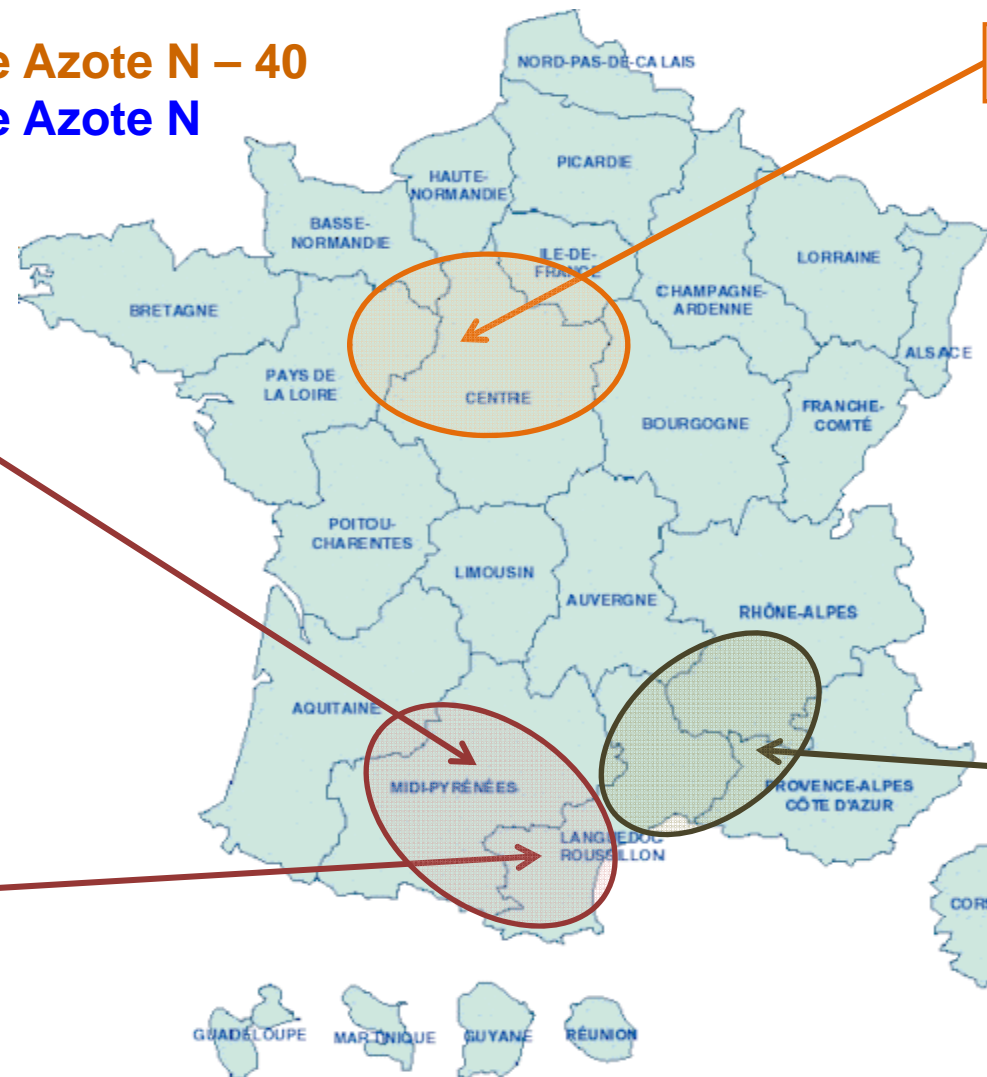 e Azote N – 40
e Azote N
NORD-PAS-DE-CALAIS
PICARDIE
HAUTE-
NORMANDIE
BASSE-
NORMANDIE
ILE-DE-
FRANCE
LORRAINE
CHAMPAGNE-
ARDENNE
BRETAGNE
ALSACE
PAYS DE
LA LOIRE
CENTRE
FRANCHE-
COMTÉ
BOURGOGNE
POITOU-
CHARENTES
LIMOUSIN
AUVERGNE
RHÔNE-ALPES
AQUITAINE
MIDI-PYRÉNÉES
PROVENCE-ALPES
CÔTE D'AZUR
LANGUEDOC
ROUSSILLON
CORS
GUADELOUPE
MARTINIQUE
GUYANE
RÉUNION